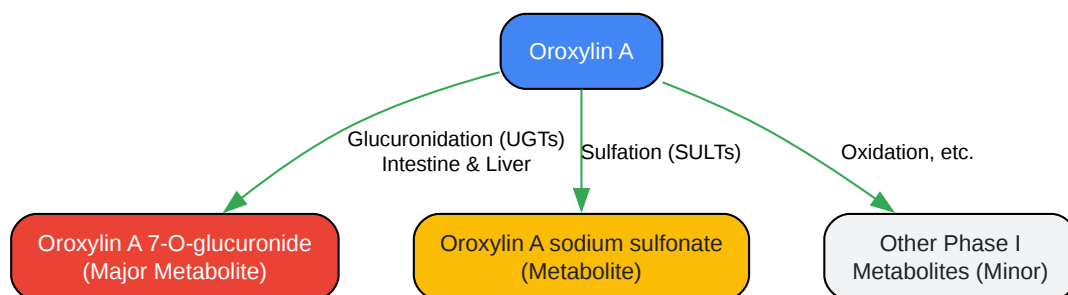 Oroxylin A
Glucuronidation (UGTs)
Intestine & Liver
Sulfation (SULTs)
Oxidation, etc.
Oroxylin A 7-O-glucuronide
(Major Metabolite)
Oroxylin A sodium sulfonate
(Metabolite)
Other Phase I
Metabolites (Minor)